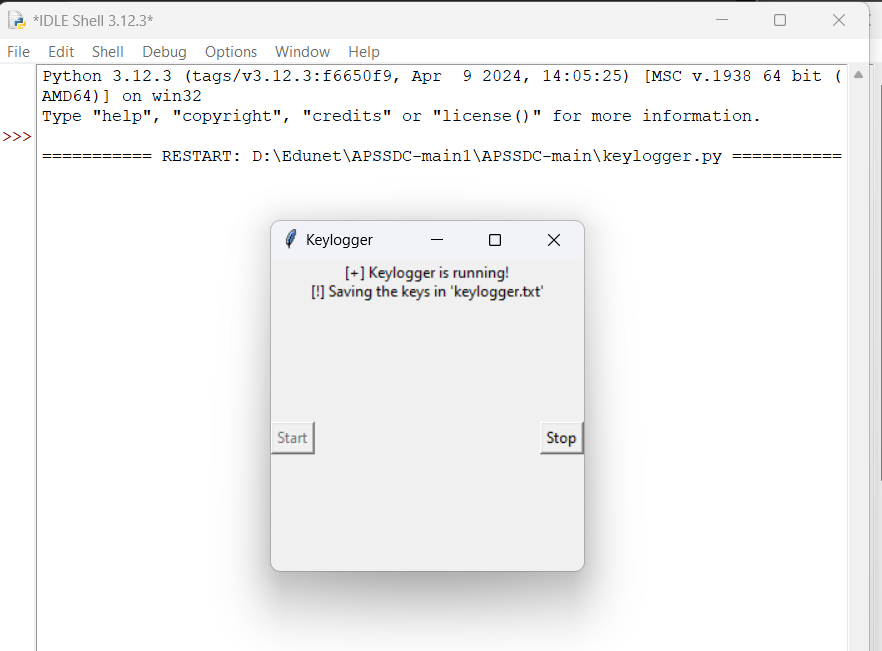 *IDLE Shell 3.12.3*
File Edit Shell Debug Options Window Help
Python 3.12.3 (tags/v3.12.3:f6650f9, Apr  9 2024, 14:05:25) [MSC v.1938 64 bit (
AMD64)] on win32
Type "help", "copyright", "credits" or "license()" for more information.
>>>
=========== RESTART: D:\Edunet\APSSDC-main1\APSSDC-main\keylogger.py ===========
Keylogger
[+] Keylogger is running!
[!] Saving the keys in 'keylogger.txt'
Start Stop